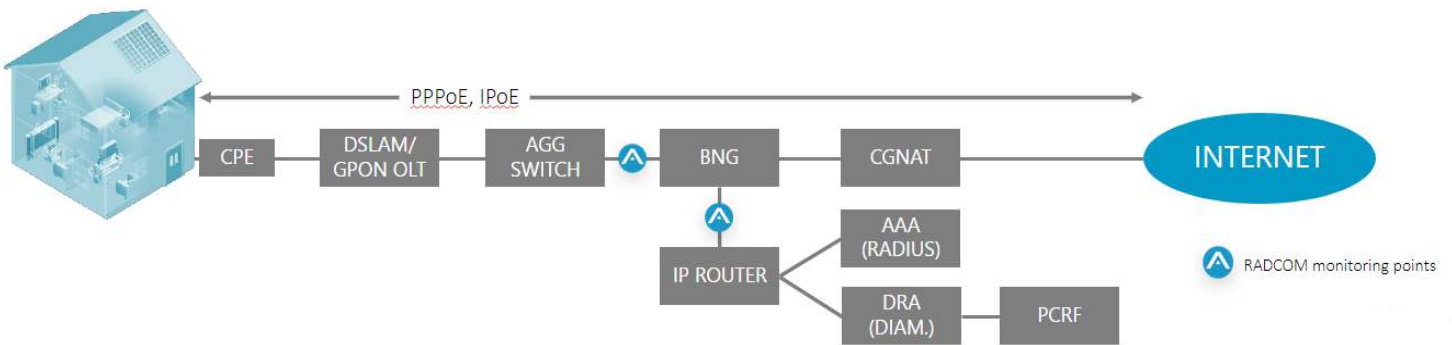 PPPoE, IPoE
CPE
DSLAM/
GPON OLT
AGG
SWITCH
BNG
CGNAT
INTERNET
IP ROUTER
AAA
(RADIUS)
DRA
(DIAM.)
PCRF
RADCOM monitoring points